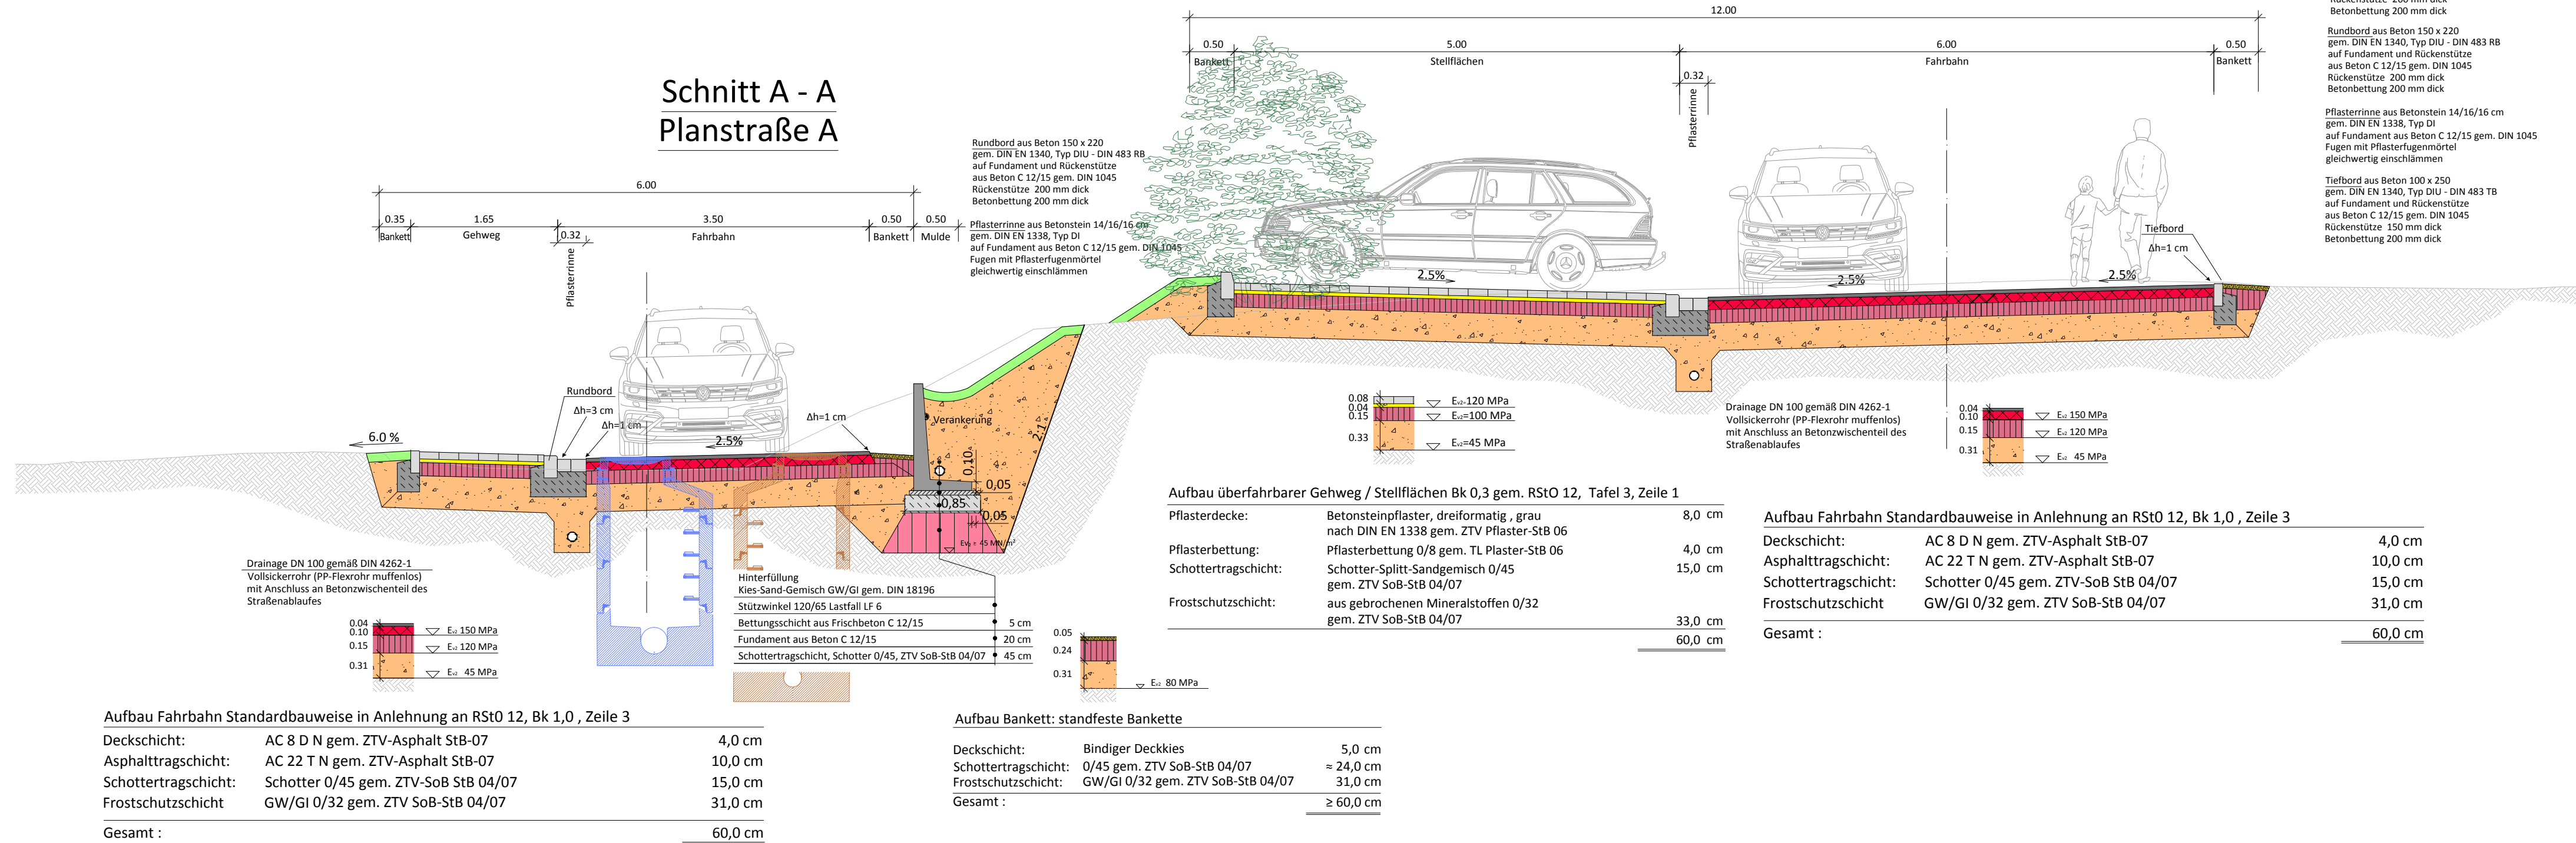 Schnitt A - A
Planstraße A
6.00
0.35
1.65
3.50
0.50
0.50
Bankett
Gehweg
0.32
Fahrbahn
Bankett
Mulde
Pflasterrinne
Rundbord aus Beton 150 x 220
gem. DIN EN 1340, Typ DIU - DIN 483 RB
auf Fundament und Rückenstütze
aus Beton C 12/15 gem. DIN 1045
Rückenstütze 200 mm dick
Betonbettung 200 mm dick
Pflasterrinne aus Betonstein 14/16/16 cm
gem. DIN EN 1338, Typ DI
auf Fundament aus Beton C 12/15 gem. DIN 1045
Fugen mit Pflasterfugenmörtel
gleichwertig einschlämmen
12.00
0.50
5.00
6.00
0.50
Bankett
Stellflächen
Fahrbahn
Bankett
0.32
Pflasterrinne
Rückenstütze 200 mm dick
Betonbettung 200 mm dick
Rundbord aus Beton 150 x 220
gem. DIN EN 1340, Typ DIU - DIN 483 RB
auf Fundament und Rückenstütze
aus Beton C 12/15 gem. DIN 1045
Rückenstütze 200 mm dick
Betonbettung 200 mm dick
Pflasterrinne aus Betonstein 14/16/16 cm
gem. DIN EN 1338, Typ DI
auf Fundament aus Beton C 12/15 gem. DIN 1045
Fugen mit Pflasterfugenmörtel
gleichwertig einschlämmen
Tiefbord aus Beton 100 x 250
gem. DIN EN 1340, Typ DIU - DIN 483 TB
auf Fundament und Rückenstütze
aus Beton C 12/15 gem. DIN 1045
Rückenstütze 150 mm dick
Betonbettung 200 mm dick
Tiefbord
Δh=1 cm
2.5%
2.5%
2.5%
Rundbord
Δh=3 cm
Δh=1 cm
Δh=1 cm
6.0 %
2.5%
Verankerung
2:1
0,10
0,05
0,85
0,05
Ev₂ = 45 MN/m²
Drainage DN 100 gemäß DIN 4262-1
Vollsickerrohr (PP-Flexrohr muffenlos)
mit Anschluss an Betonzwischenteil des
Straßenablaufes
0.04
0.10
0.15
0.31
Ev2 150 MPa
Ev2 120 MPa
Ev2 45 MPa
Hinterfüllung
Kies-Sand-Gemisch GW/GI gem. DIN 18196
Stützwinkel 120/65 Lastfall LF 6
Bettungsschicht aus Frischbeton C 12/15 5 cm
Fundament aus Beton C 12/15 20 cm
Schottertragschicht, Schotter 0/45, ZTV SoB-StB 04/07 45 cm
0.05
0.24
0.31
Ev2 80 MPa
0.08
0.04
0.15
0.33
Ev2=120 MPa
Ev2=100 MPa
Ev2=45 MPa
Drainage DN 100 gemäß DIN 4262-1
Vollsickerrohr (PP-Flexrohr muffenlos)
mit Anschluss an Betonzwischenteil des
Straßenablaufes
0.04
0.10
0.15
0.31
Ev2 150 MPa
Ev2 120 MPa
Ev2 45 MPa
Aufbau überfahrbarer Gehweg / Stellflächen Bk 0,3 gem. RStO 12, Tafel 3, Zeile 1
Pflasterdecke: Betonsteinpflaster, dreiformatig , grau 8,0 cm
nach DIN EN 1338 gem. ZTV Pflaster-StB 06
Pflasterbettung: Pflasterbettung 0/8 gem. TL Plaster-StB 06 4,0 cm
Schottertragschicht: Schotter-Splitt-Sandgemisch 0/45 15,0 cm
gem. ZTV SoB-StB 04/07
Frostschutzschicht: aus gebrochenen Mineralstoffen 0/32
gem. ZTV SoB-StB 04/07 33,0 cm
60,0 cm
Aufbau Fahrbahn Standardbauweise in Anlehnung an RSt0 12, Bk 1,0 , Zeile 3
Deckschicht: AC 8 D N gem. ZTV-Asphalt StB-07 4,0 cm
Asphalttragschicht: AC 22 T N gem. ZTV-Asphalt StB-07 10,0 cm
Schottertragschicht: Schotter 0/45 gem. ZTV-SoB StB 04/07 15,0 cm
Frostschutzschicht GW/GI 0/32 gem. ZTV SoB-StB 04/07 31,0 cm
Gesamt : 60,0 cm
Aufbau Fahrbahn Standardbauweise in Anlehnung an RSt0 12, Bk 1,0 , Zeile 3
Deckschicht: AC 8 D N gem. ZTV-Asphalt StB-07 4,0 cm
Asphalttragschicht: AC 22 T N gem. ZTV-Asphalt StB-07 10,0 cm
Schottertragschicht: Schotter 0/45 gem. ZTV-SoB StB 04/07 15,0 cm
Frostschutzschicht GW/GI 0/32 gem. ZTV SoB-StB 04/07 31,0 cm
Gesamt : 60,0 cm
Aufbau Bankett: standfeste Bankette
Deckschicht: Bindiger Deckkies 5,0 cm
Schottertragschicht: 0/45 gem. ZTV SoB-StB 04/07 ≈ 24,0 cm
Frostschutzschicht: GW/GI 0/32 gem. ZTV SoB-StB 04/07 31,0 cm
Gesamt : ≥ 60,0 cm